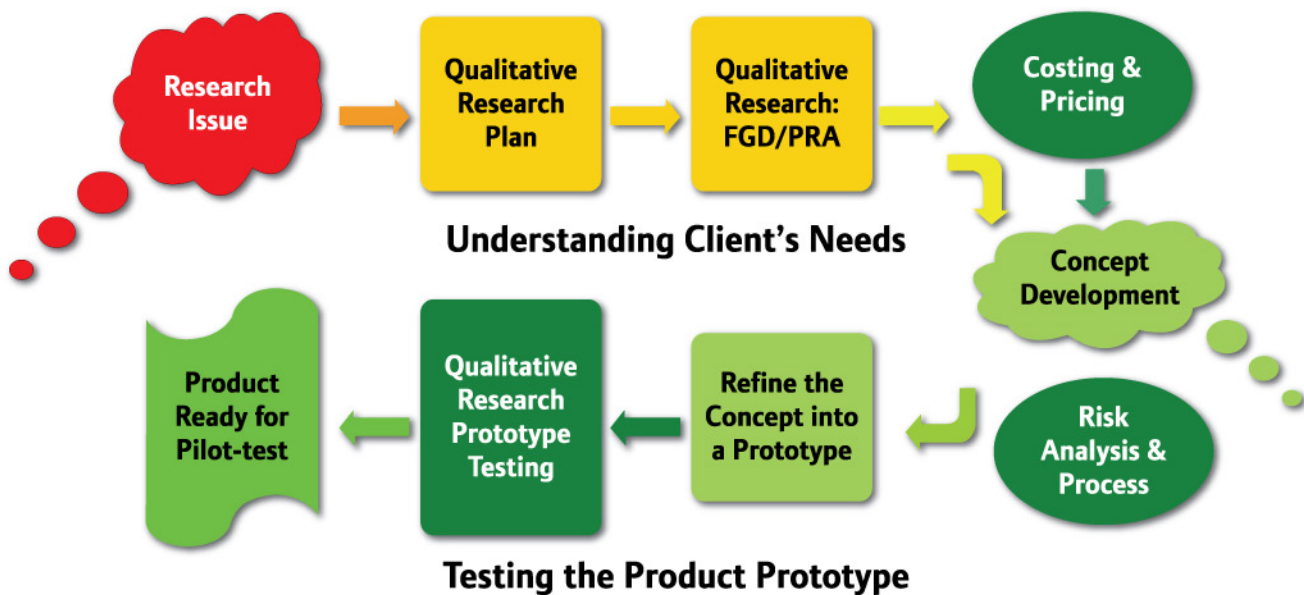 Research
Issue
Qualitative
Research
Plan
Qualitative
Research:
FGD/PRA
Costing &
Pricing
Understanding Client’s Needs
Concept
Development
Risk
Analysis &
Process
Refine the
Concept into
a Prototype
Qualitative
Research
Prototype
Testing
Product
Ready for
Pilot-test
Testing the Product Prototype